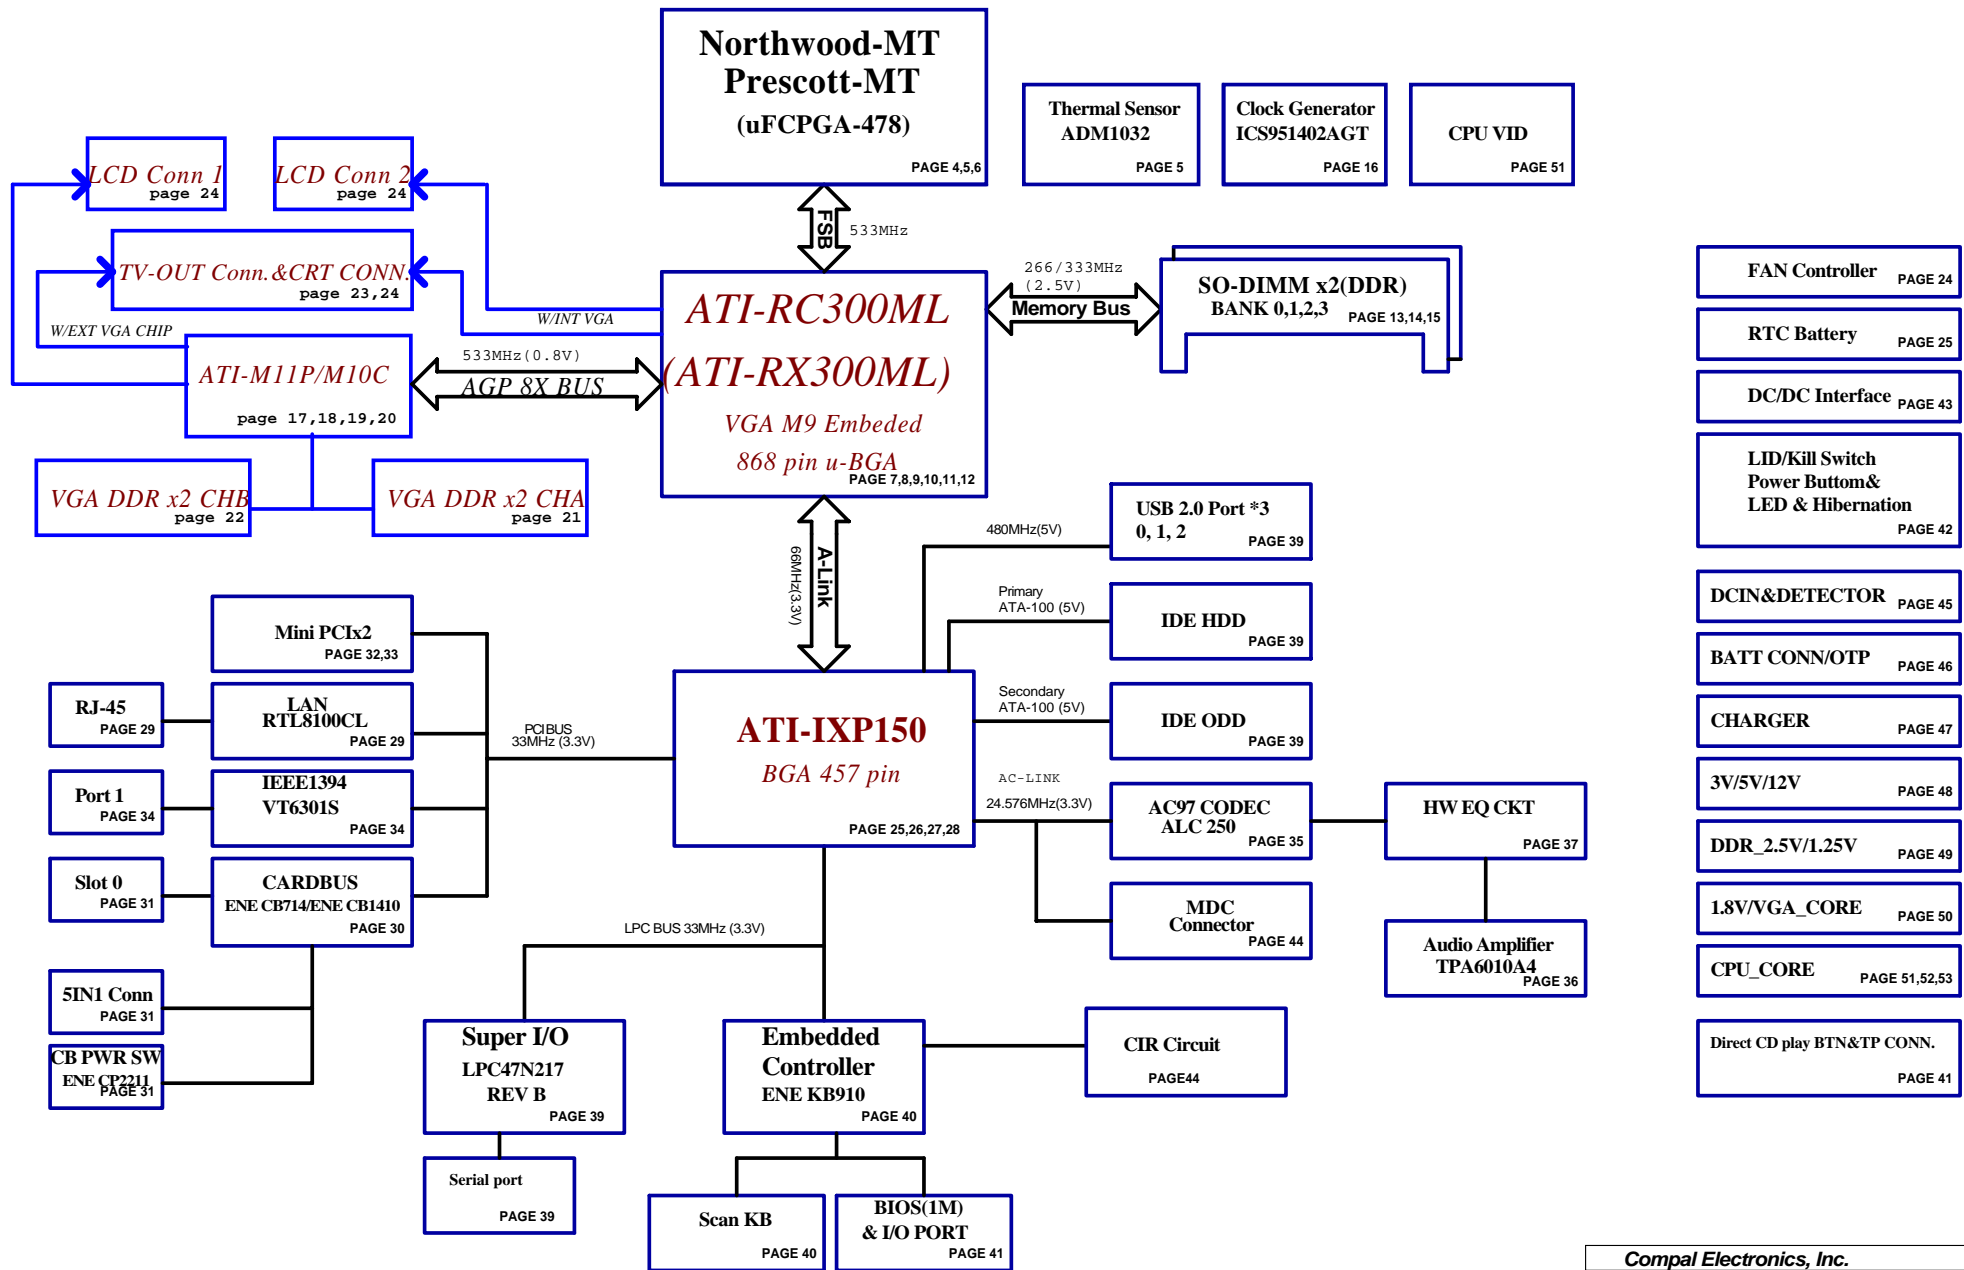 Northwood-MT
Prescott-MT
(uFCPGA-478)
PAGE 4,5,6
Thermal Sensor
ADM1032
PAGE 5
Clock Generator
ICS951402AGT
PAGE 16
CPU VID
PAGE 51
LCD Conn 1
page 24
LCD Conn 2
page 24
FSB
533MHz
TV-OUT Conn.&CRT CONN.
page 23,24
W/EXT VGA CHIP
W/INT VGA
ATI-RC300ML
(ATI-RX300ML)
VGA M9 Embeded
868 pin u-BGA
PAGE 7,8,9,10,11,12
266/333MHz
(2.5V)
Memory Bus
SO-DIMM x2(DDR)
BANK 0,1,2,3
PAGE 13,14,15
ATI-M11P/M10C
page 17,18,19,20
533MHz(0.8V)
AGP 8X BUS
VGA DDR x2 CHB
page 22
VGA DDR x2 CHA
page 21
A-Link
66MHz(3.3V)
480MHz(5V)
USB 2.0 Port *3
0, 1, 2
PAGE 39
Primary
ATA-100 (5V)
IDE HDD
PAGE 39
Secondary
ATA-100 (5V)
IDE ODD
PAGE 39
ATI-IXP150
BGA 457 pin
PAGE 25,26,27,28
AC-LINK
24.576MHz(3.3V)
AC97 CODEC
ALC 250
PAGE 35
HW EQ CKT
PAGE 37
MDC
Connector
PAGE 44
Audio Amplifier
TPA6010A4
PAGE 36
Mini PCIx2
PAGE 32,33
RJ-45
PAGE 29
LAN
RTL8100CL
PAGE 29
PCI BUS
33MHz (3.3V)
Port 1
PAGE 34
IEEE1394
VT6301S
PAGE 34
Slot 0
PAGE 31
CARDBUS
ENE CB714/ENE CB1410
PAGE 30
5IN1 Conn
PAGE 31
CB PWR SW
ENE CP2211
PAGE 31
LPC BUS 33MHz (3.3V)
Super I/O
LPC47N217
REV B
PAGE 39
Serial port
PAGE 39
Embedded
Controller
ENE KB910
PAGE 40
CIR Circuit
PAGE44
Scan KB
PAGE 40
BIOS(1M)
& I/O PORT
PAGE 41
FAN Controller
PAGE 24
RTC Battery
PAGE 25
DC/DC Interface
PAGE 43
LID/Kill Switch
Power Buttom&
LED & Hibernation
PAGE 42
DCIN&DETECTOR
PAGE 45
BATT CONN/OTP
PAGE 46
CHARGER
PAGE 47
3V/5V/12V
PAGE 48
DDR_2.5V/1.25V
PAGE 49
1.8V/VGA_CORE
PAGE 50
CPU_CORE
PAGE 51,52,53
Direct CD play BTN&TP CONN.
PAGE 41
Compal Electronics, Inc.